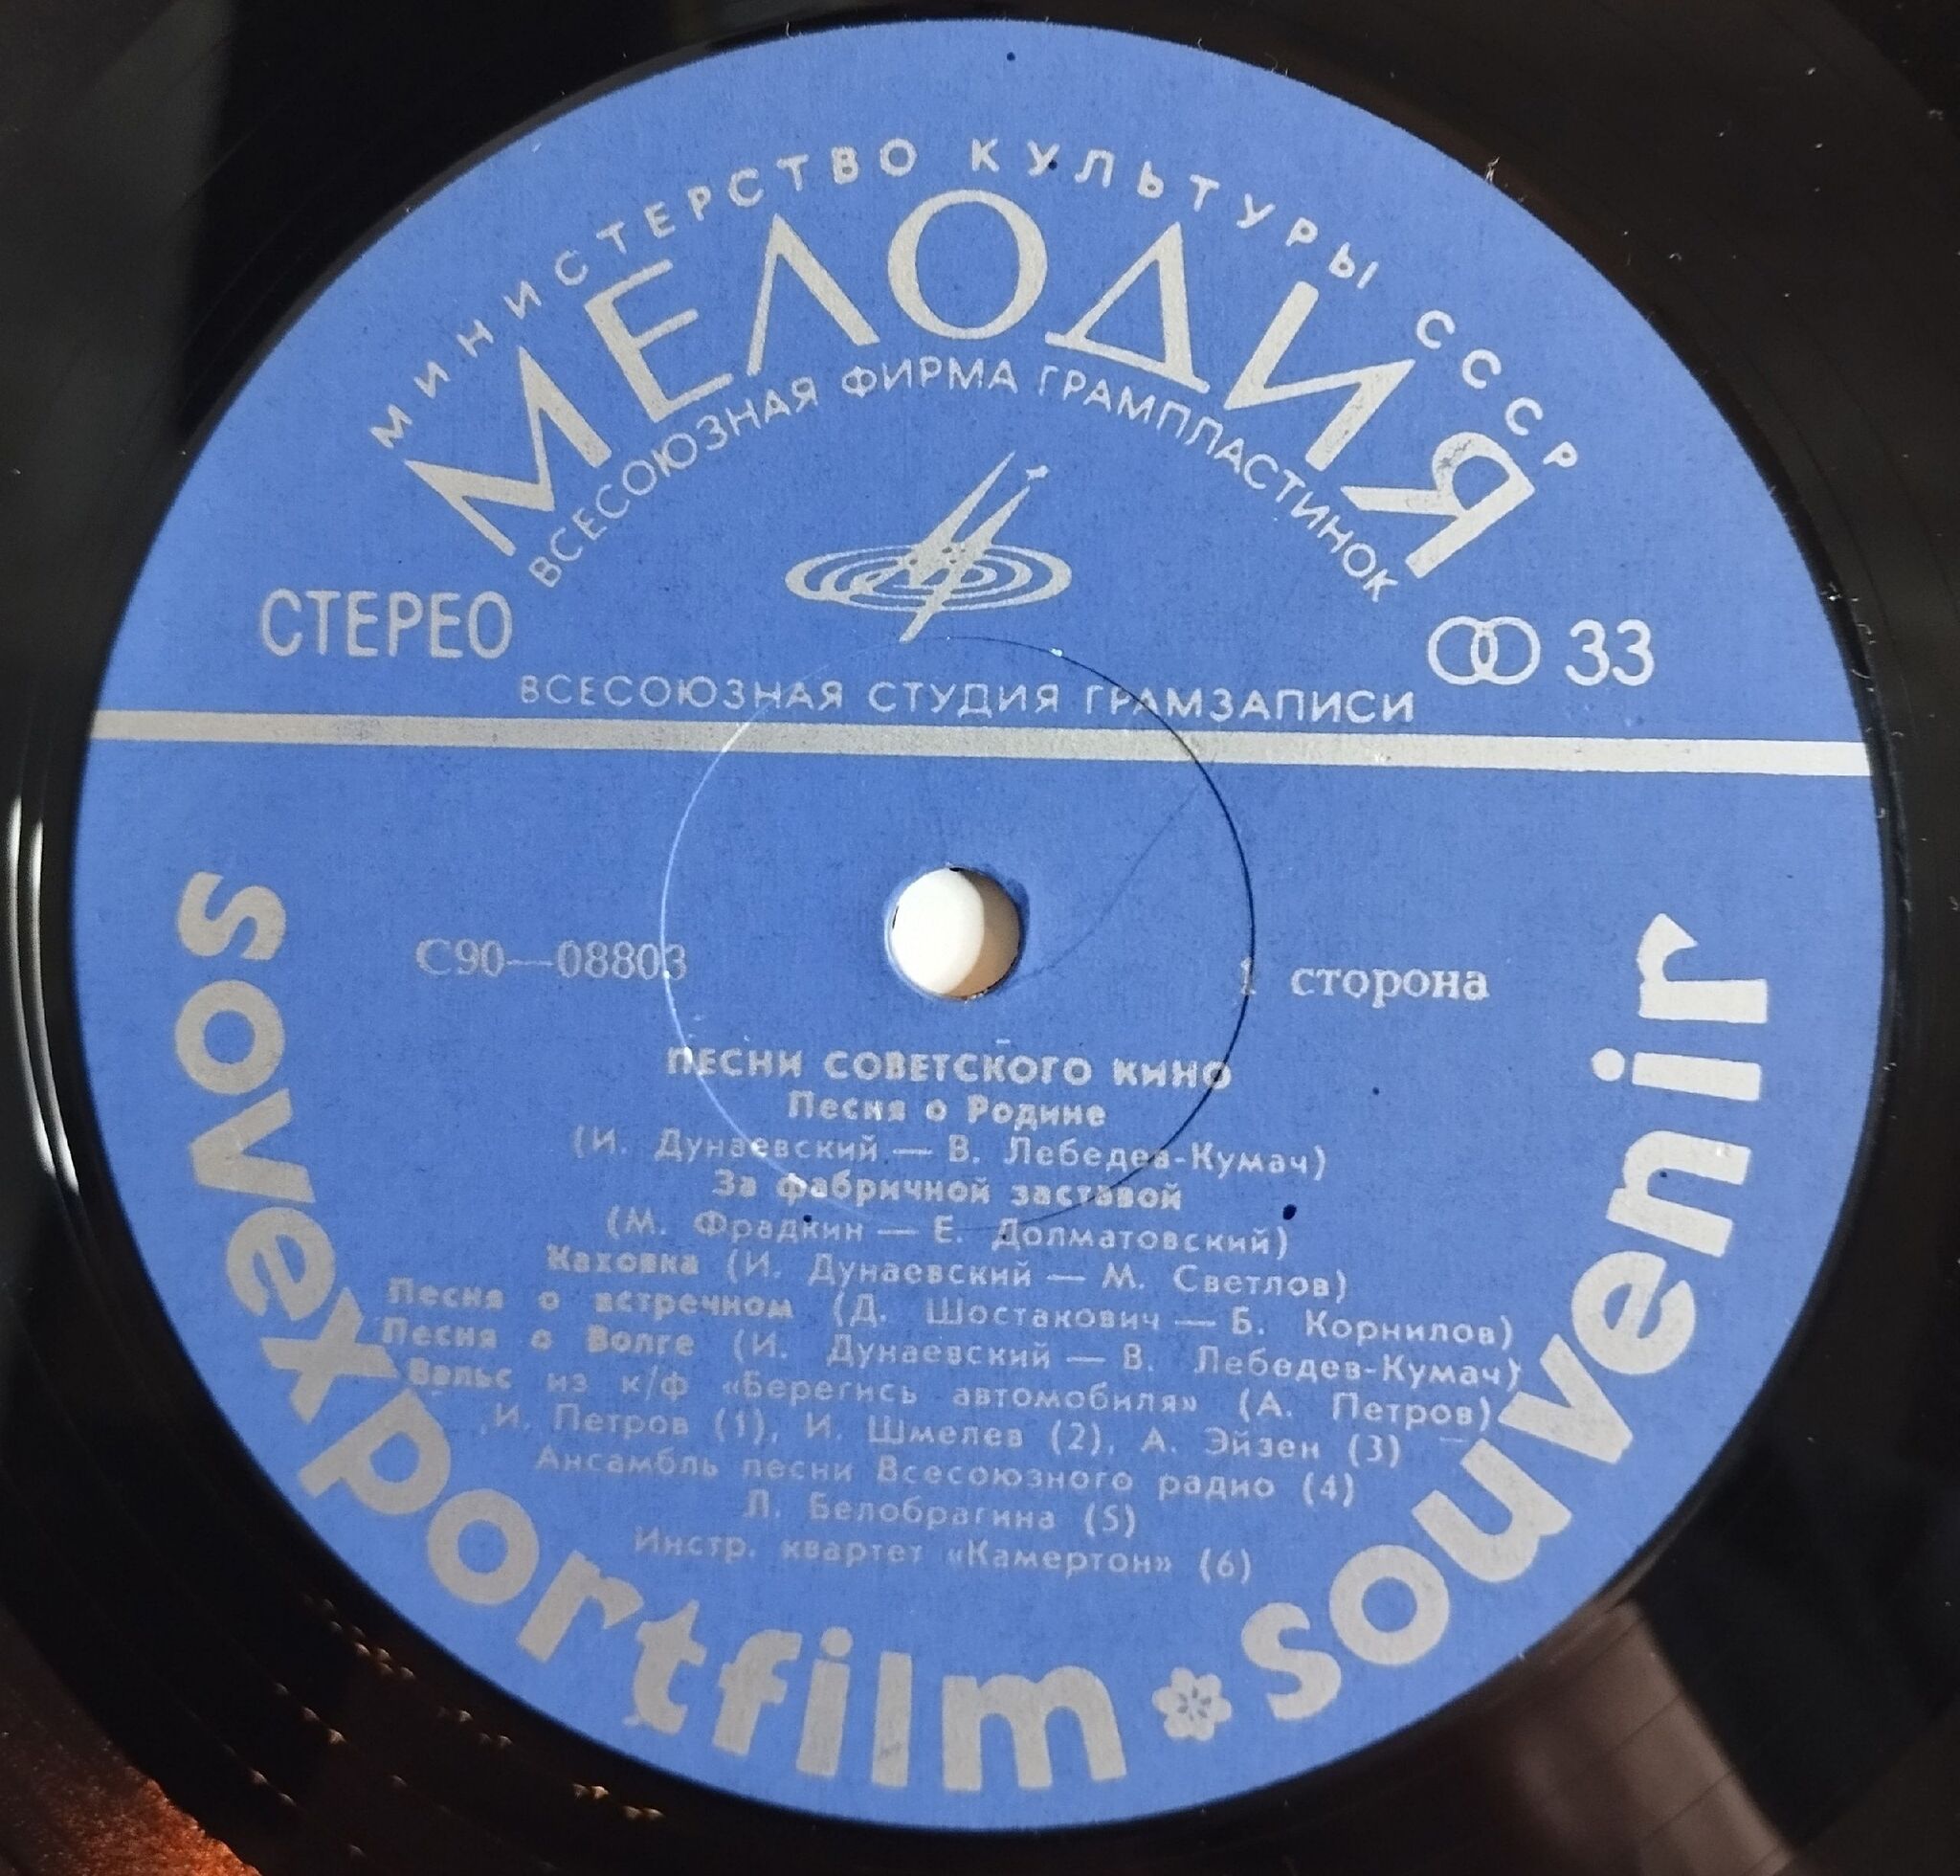 МИНИСТЕРСТВО КУЛЬТУРЫ СССР
МЕЛОДИЯ
ВСЕСОЮЗНАЯ ФИРМА ГРАМПЛАСТИНОК
СТЕРЕО
33
ВСЕСОЮЗНАЯ СТУДИЯ ГРАМЗАПИСИ
С90—08803
1 сторона
ПЕСНИ СОВЕТСКОГО КИНО
Песня о Родине
(И. Дунаевский — В. Лебедев-Кумач)
За фабричной заставой
(М. Фрадкин — Е. Долматовский)
Каховка (И. Дунаевский — М. Светлов)
Песня о встречном (Д. Шостакович — Б. Корнилов)
Песня о Волге (И. Дунаевский — В. Лебедев-Кумач)
Вальс из к/ф «Берегись автомобиля» (А. Петров)
И. Петров (1), И. Шмелев (2), А. Эйзен (3)
Ансамбль песни Всесоюзного радио (4)
Л. Белобрагина (5)
Инстр. квартет «Камертон» (6)
sovexportfilm souvenir